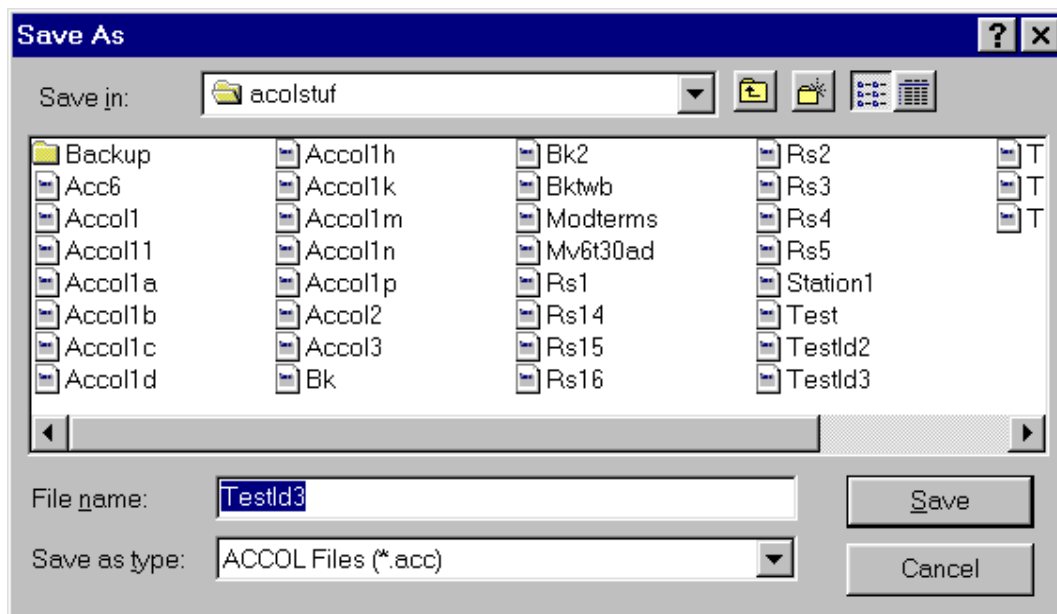 Save As
Save in: acolstuf
Backup
Acc6
Accol1
Accol11
Accol1a
Accol1b
Accol1c
Accol1d
Accol1h
Accol1k
Accol1m
Accol1n
Accol1p
Accol2
Accol3
Bk
Bk2
Bktwb
Modterms
Mv6t30ad
Rs1
Rs14
Rs15
Rs16
Rs2
Rs3
Rs4
Rs5
Station1
Test
Testld2
Testld3
T
T
T
File name: Testld3
Save
Save as type: ACCOL Files (*.acc)
Cancel